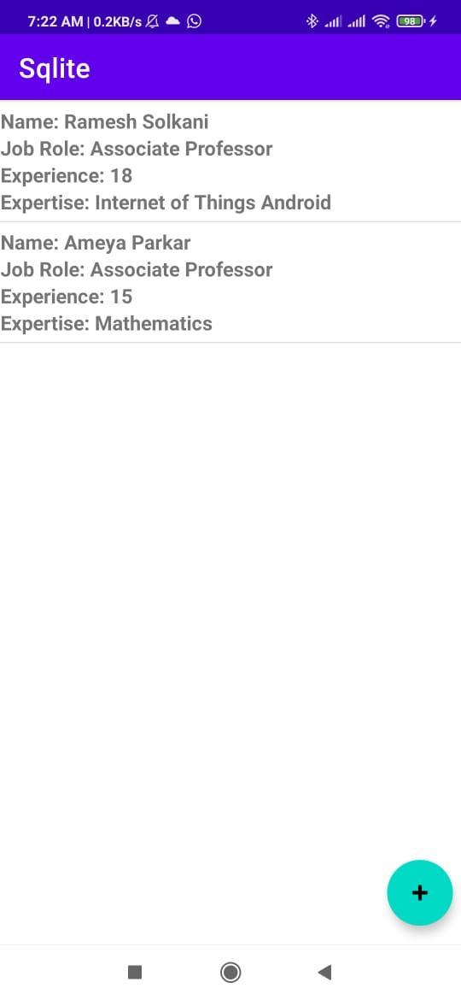 7:22 AM | 0.2KB/s 98
Sqlite
Name: Ramesh Solkani
Job Role: Associate Professor
Experience: 18
Expertise: Internet of Things Android
Name: Ameya Parkar
Job Role: Associate Professor
Experience: 15
Expertise: Mathematics
+